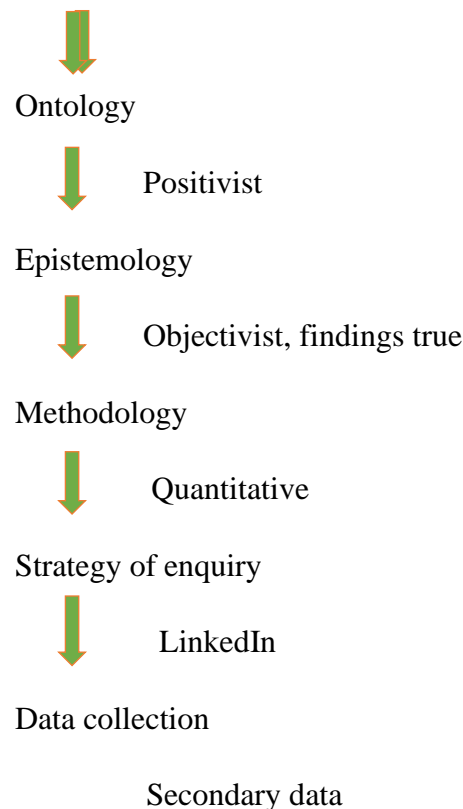 Ontology
Positivist
Epistemology
Objectivist, findings true
Methodology
Quantitative
Strategy of enquiry
LinkedIn
Data collection
Secondary data